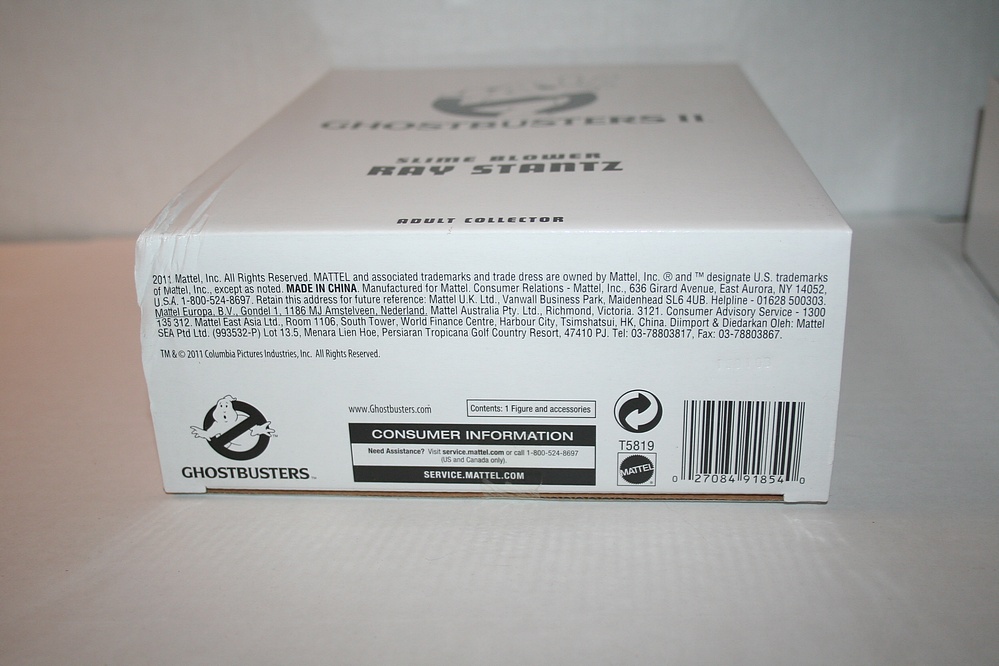 GHOSTBUSTERS II
SLIME BLOWER
RAY STANTZ
ADULT COLLECTOR
2011 Mattel, Inc. All Rights Reserved. MATTEL and associated trademarks and trade dress are owned by Mattel, Inc. ® and ™ designate U.S. trademarks
of Mattel, Inc., except as noted. MADE IN CHINA. Manufactured for Mattel. Consumer Relations - Mattel, Inc., 636 Girard Avenue, East Aurora, NY 14052,
U.S.A. 1-800-524-8697. Retain this address for future reference: Mattel U.K. Ltd., Vanwall Business Park, Maidenhead SL6 4UB. Helpline - 01628 500303.
Mattel Europa, B.V., Gondel 1, 1186 MJ Amstelveen, Nederland. Mattel Australia Pty. Ltd., Richmond, Victoria. 3121. Consumer Advisory Service - 1300
135 312. Mattel East Asia Ltd., Room 1106, South Tower, World Finance Centre, Harbour City, Tsimshatsui, HK, China. Diimport & Diedarkan Oleh: Mattel
SEA Ptd Ltd. (993532-P) Lot 13.5, Menara Lien Hoe, Persiaran Tropicana Golf Country Resort, 47410 PJ. Tel: 03-78803817, Fax: 03-78803867.
TM & © 2011 Columbia Pictures Industries, Inc. All Rights Reserved.
GHOSTBUSTERS™
www.Ghostbusters.com
Contents: 1 Figure and accessories
CONSUMER INFORMATION
Need Assistance? Visit service.mattel.com or call 1-800-524-8697
(US and Canada only).
SERVICE.MATTEL.COM
T5819
MATTEL
0 27084 91854 0